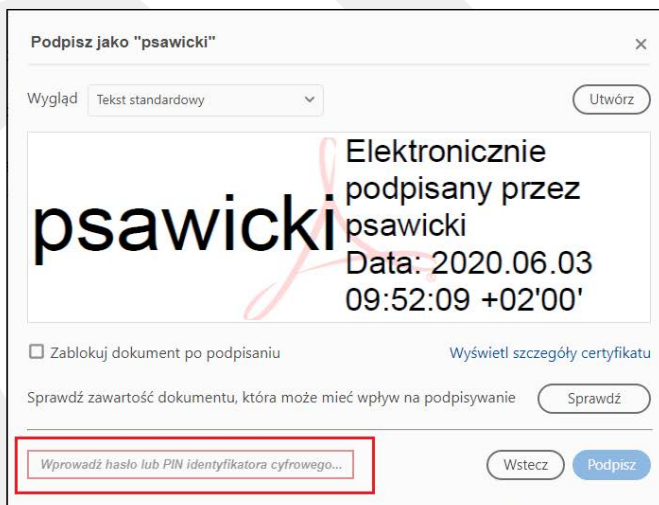 Podpisz jako "psawicki"
Wygląd Tekst standardowy Utwórz
psawicki
Elektronicznie
podpisany przez
psawicki
Data: 2020.06.03
09:52:09 +02'00'
Zablokuj dokument po podpisaniu Wyświetl szczegóły certyfikatu
Sprawdź zawartość dokumentu, która może mieć wpływ na podpisywanie Sprawdź
Wprowadź hasło lub PIN identyfikatora cyfrowego... Wstecz Podpisz